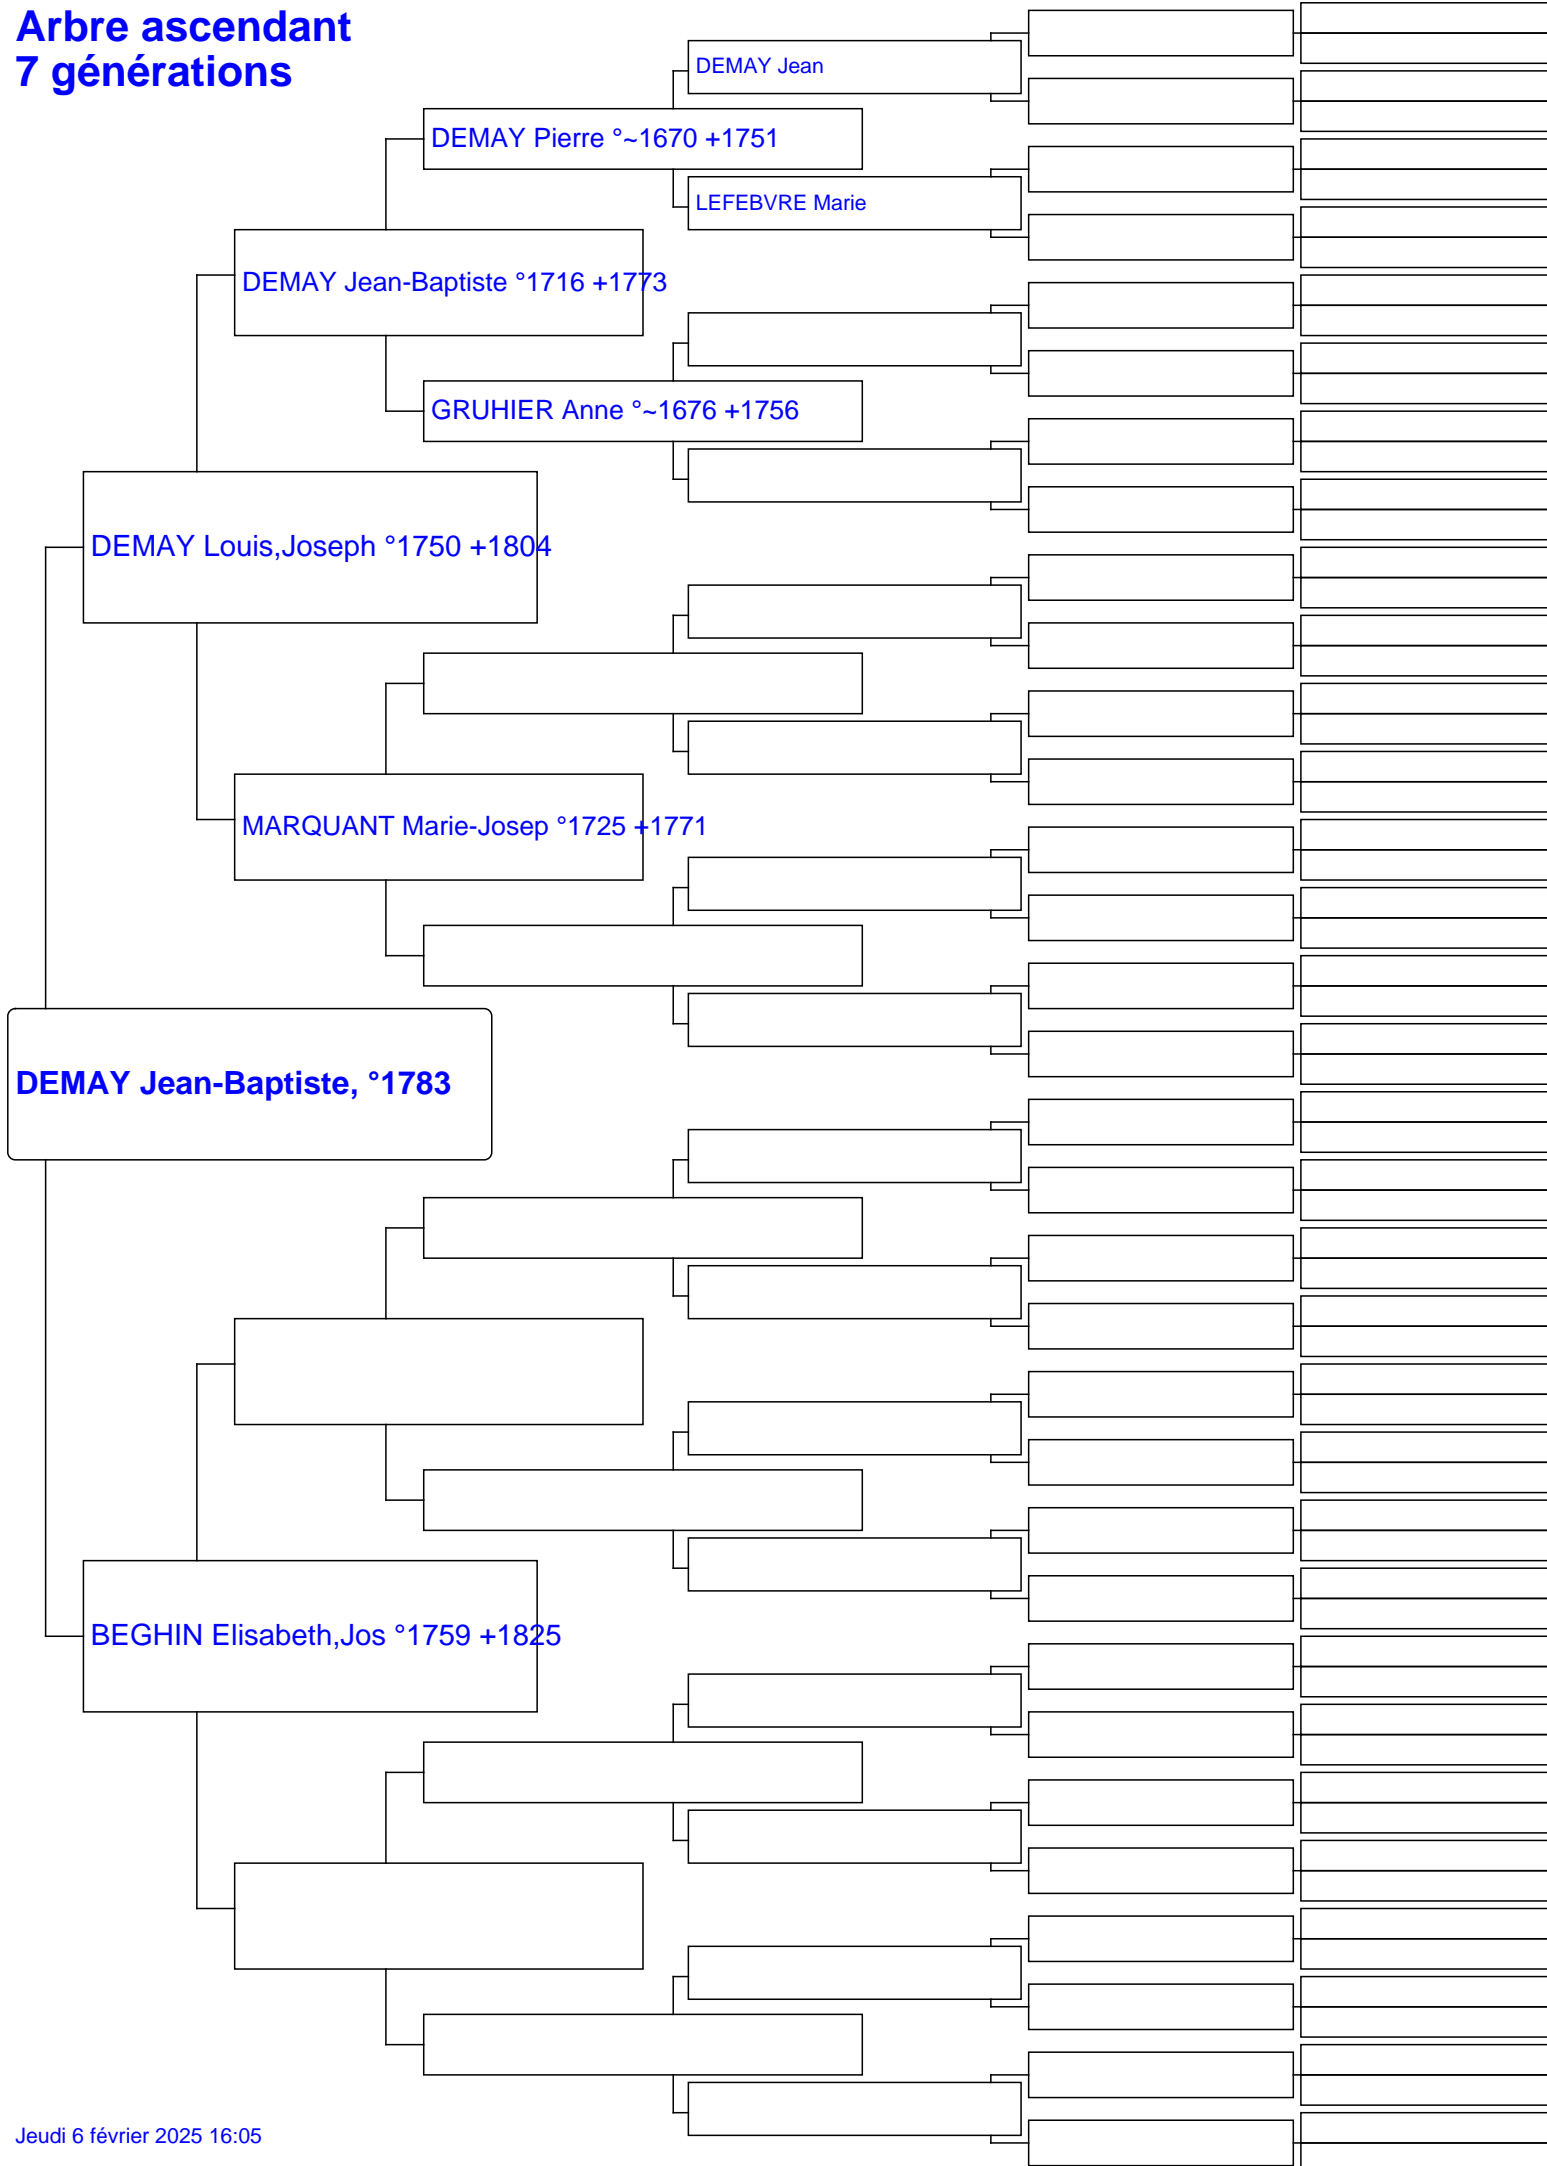 Arbre ascendant
7 générations
DEMAY Jean
DEMAY Pierre °~1670 +1751
LEFEBVRE Marie
DEMAY Jean-Baptiste °1716 +1773
GRUHIER Anne °~1676 +1756
DEMAY Louis,Joseph °1750 +1804
MARQUANT Marie-Josep °1725 +1771
DEMAY Jean-Baptiste, °1783
BEGHIN Elisabeth,Jos °1759 +1825
Jeudi 6 février 2025 16:05